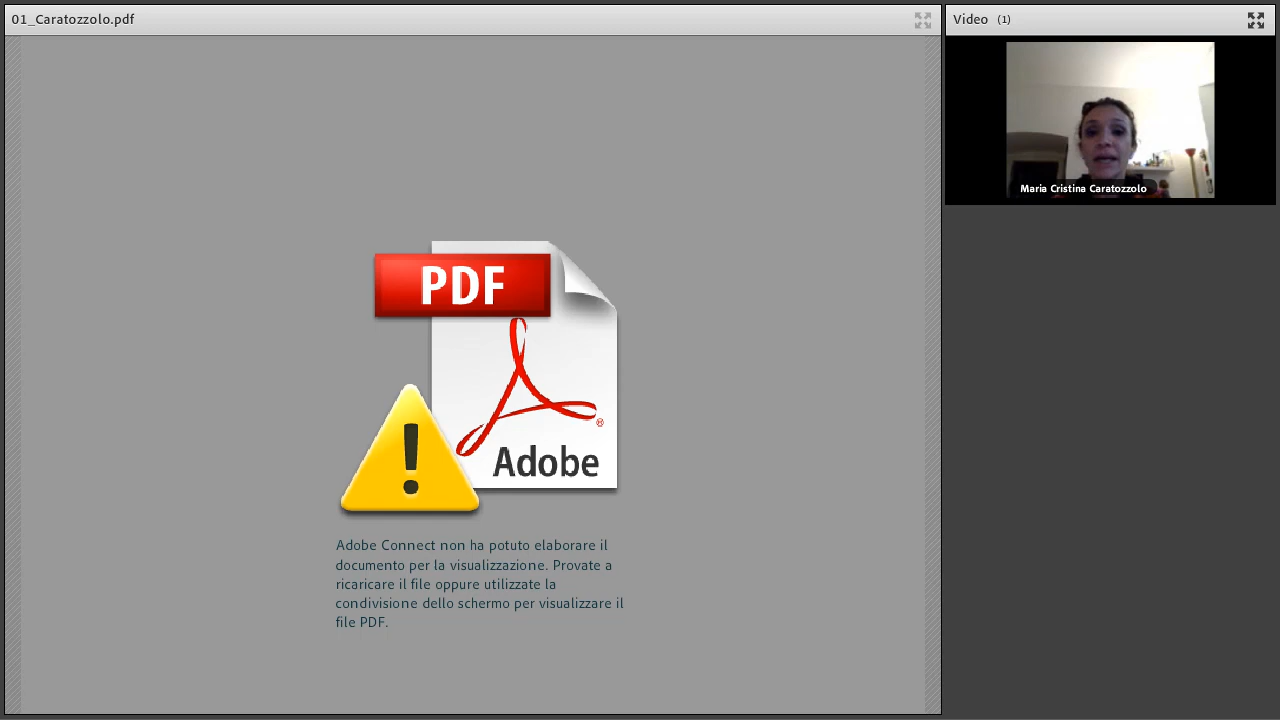 01_Caratozzolo.pdf
Video (1)
Maria Cristina Caratozzolo
PDF
Adobe
®
Adobe Connect non ha potuto elaborare il
documento per la visualizzazione. Provate a
ricaricare il file oppure utilizzate la
condivisione dello schermo per visualizzare il
file PDF.